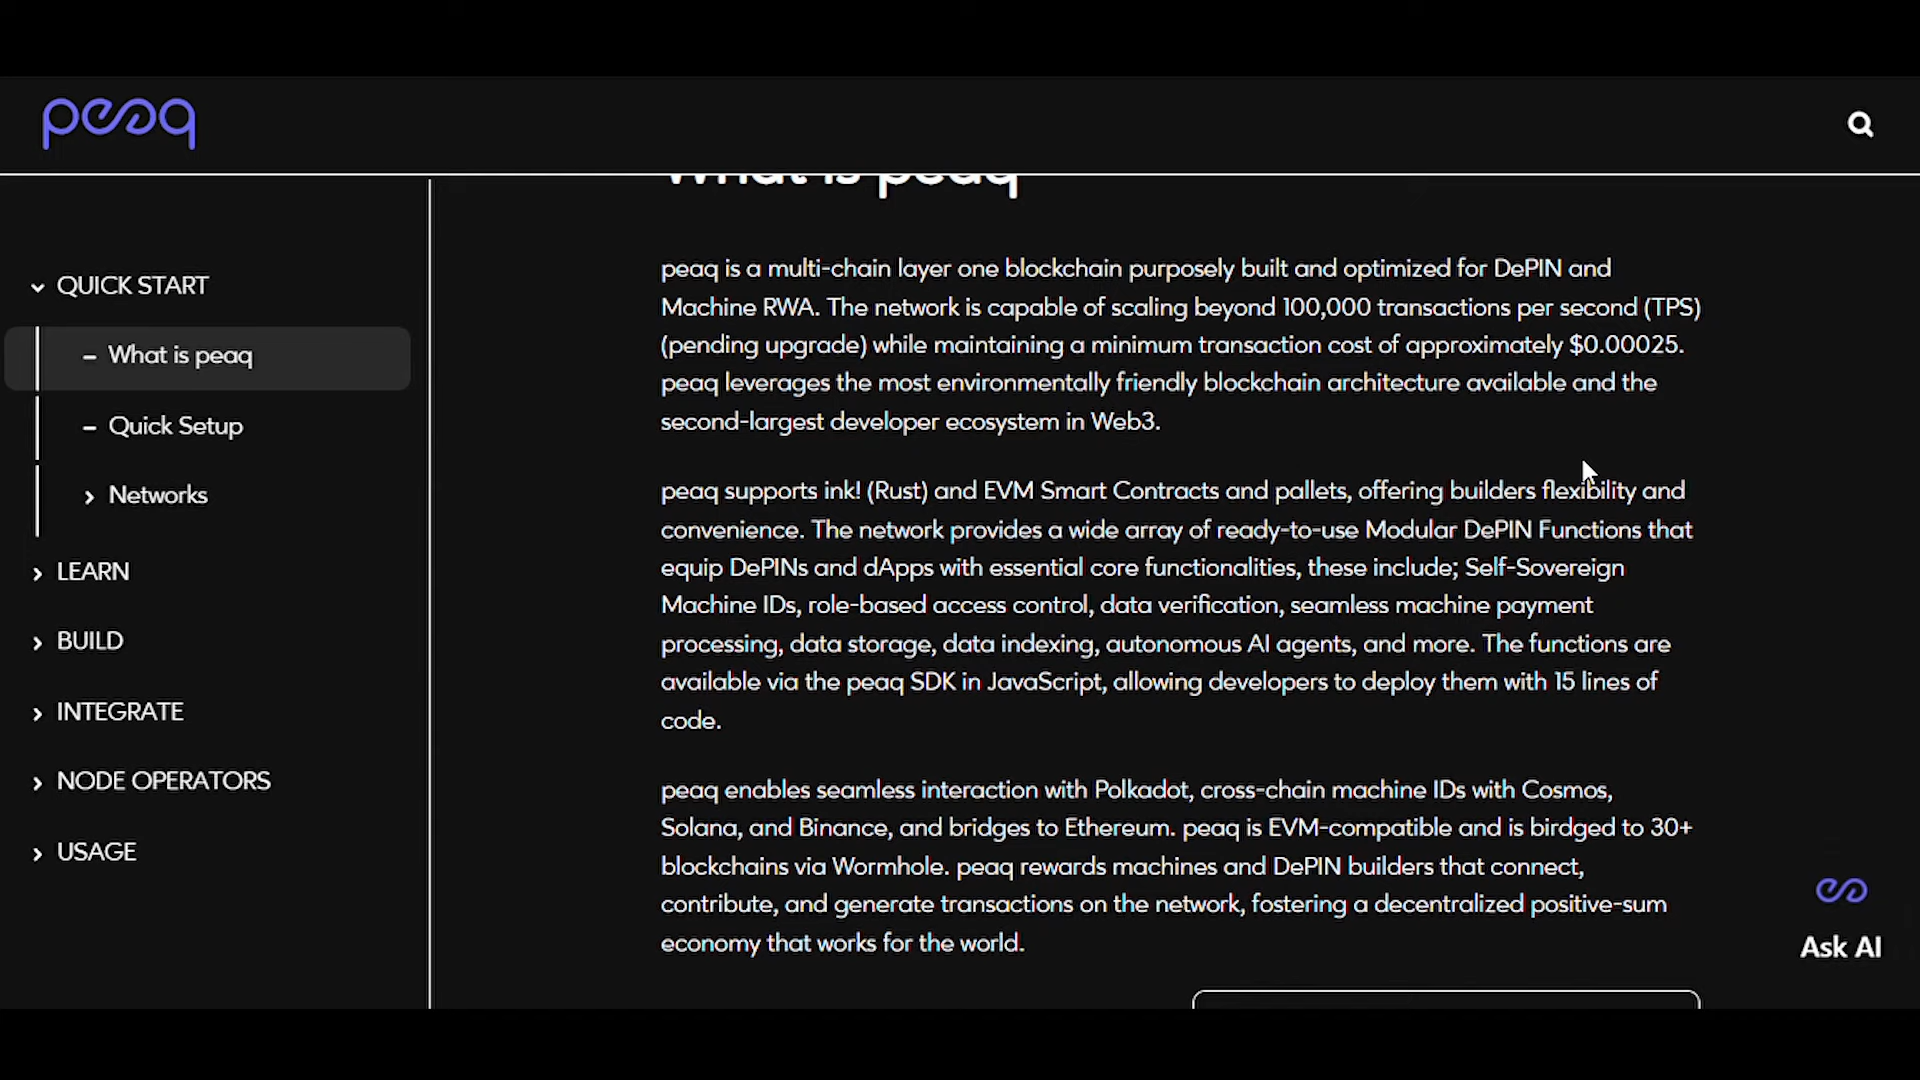 peaq
What is peaq
QUICK START
– What is peaq
– Quick Setup
Networks
LEARN
BUILD
INTEGRATE
NODE OPERATORS
USAGE
peaq is a multi-chain layer one blockchain purposely built and optimized for DePIN and
Machine RWA. The network is capable of scaling beyond 100,000 transactions per second (TPS)
(pending upgrade) while maintaining a minimum transaction cost of approximately $0.00025.
peaq leverages the most environmentally friendly blockchain architecture available and the
second-largest developer ecosystem in Web3.
peaq supports ink! (Rust) and EVM Smart Contracts and pallets, offering builders flexibility and
convenience. The network provides a wide array of ready-to-use Modular DePIN Functions that
equip DePINs and dApps with essential core functionalities, these include; Self-Sovereign
Machine IDs, role-based access control, data verification, seamless machine payment
processing, data storage, data indexing, autonomous AI agents, and more. The functions are
available via the peaq SDK in JavaScript, allowing developers to deploy them with 15 lines of
code.
peaq enables seamless interaction with Polkadot, cross-chain machine IDs with Cosmos,
Solana, and Binance, and bridges to Ethereum. peaq is EVM-compatible and is birdged to 30+
blockchains via Wormhole. peaq rewards machines and DePIN builders that connect,
contribute, and generate transactions on the network, fostering a decentralized positive-sum
economy that works for the world.
Ask AI